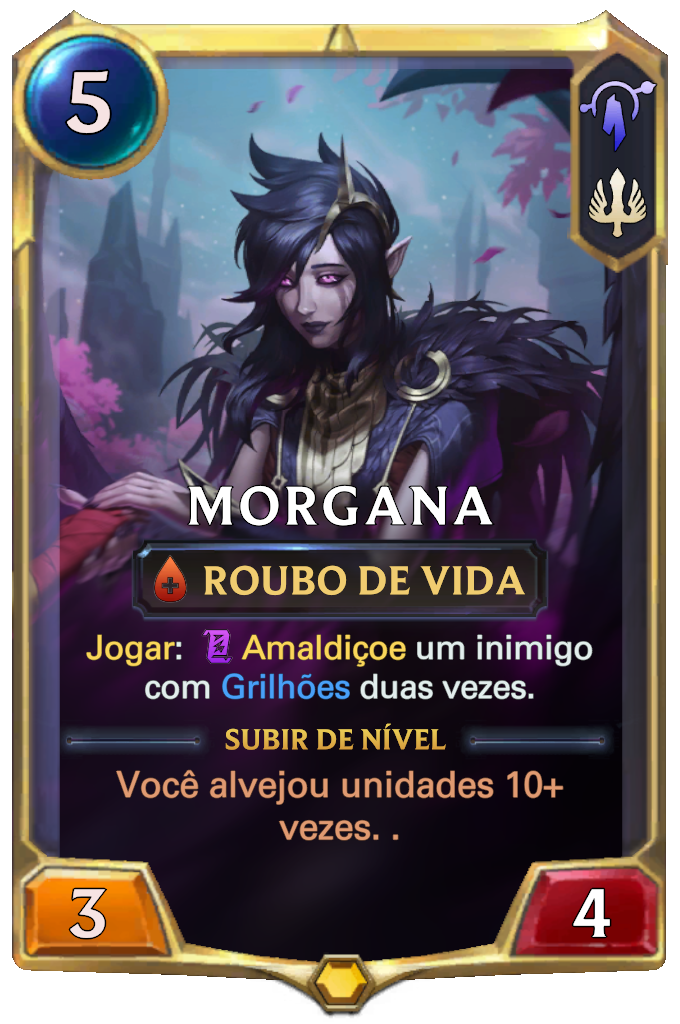 5
MORGANA
ROUBO DE VIDA
Jogar: Amaldiçoe um inimigo
com Grilhões duas vezes.
SUBIR DE NÍVEL
Você alvejou unidades 10+
vezes. .
3
4